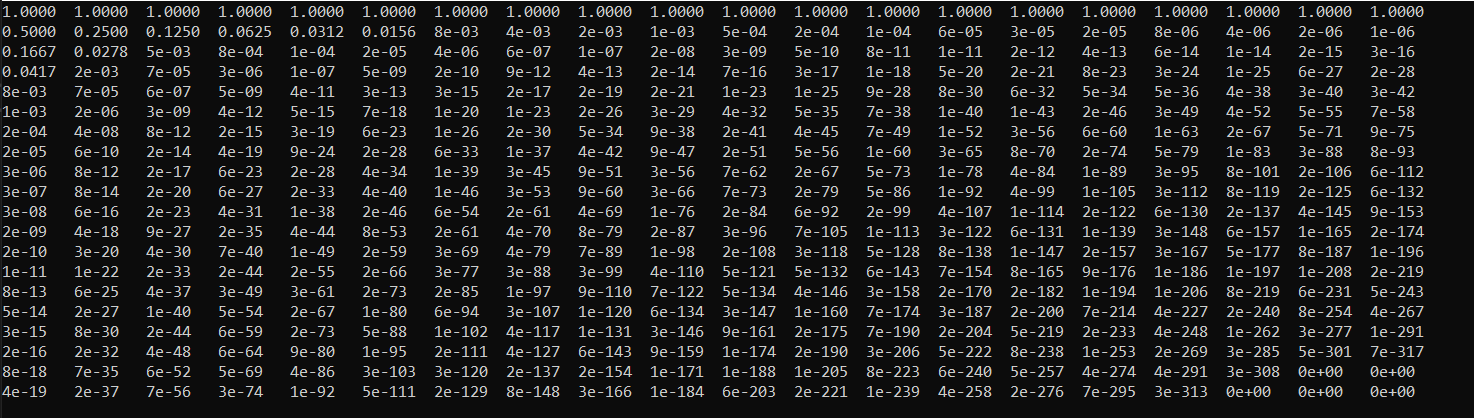 1.0000 1.0000 1.0000 1.0000 1.0000 1.0000 1.0000 1.0000 1.0000 1.0000 1.0000 1.0000 1.0000 1.0000 1.0000 1.0000 1.0000 1.0000 1.0000 1.0000
0.5000 0.2500 0.1250 0.0625 0.0312 0.0156 8e-03 4e-03 2e-03 1e-03 5e-04 2e-04 1e-04 6e-05 3e-05 2e-05 8e-06 4e-06 2e-06 1e-06
0.1667 0.0278 5e-03 8e-04 1e-04 2e-05 4e-06 6e-07 1e-07 2e-08 3e-09 5e-10 8e-11 1e-11 2e-12 4e-13 6e-14 1e-14 2e-15 3e-16
0.0417 2e-03 7e-05 3e-06 1e-07 5e-09 2e-10 9e-12 4e-13 2e-14 7e-16 3e-17 1e-18 5e-20 2e-21 8e-23 3e-24 1e-25 6e-27 2e-28
8e-03 7e-05 6e-07 5e-09 4e-11 3e-13 3e-15 2e-17 2e-19 2e-21 1e-23 1e-25 9e-28 8e-30 6e-32 5e-34 5e-36 4e-38 3e-40 3e-42
1e-03 2e-06 3e-09 4e-12 5e-15 7e-18 1e-20 1e-23 2e-26 3e-29 4e-32 5e-35 7e-38 1e-40 1e-43 2e-46 3e-49 4e-52 5e-55 7e-58
2e-04 4e-08 8e-12 2e-15 3e-19 6e-23 1e-26 2e-30 5e-34 9e-38 2e-41 4e-45 7e-49 1e-52 3e-56 6e-60 1e-63 2e-67 5e-71 9e-75
2e-05 6e-10 2e-14 4e-19 9e-24 2e-28 6e-33 1e-37 4e-42 9e-47 2e-51 5e-56 1e-60 3e-65 8e-70 2e-74 5e-79 1e-83 3e-88 8e-93
3e-06 8e-12 2e-17 6e-23 2e-28 4e-34 1e-39 3e-45 9e-51 3e-56 7e-62 2e-67 5e-73 1e-78 4e-84 1e-89 3e-95 8e-101 2e-106 6e-112
3e-07 8e-14 2e-20 6e-27 2e-33 4e-40 1e-46 3e-53 9e-60 3e-66 7e-73 2e-79 5e-86 1e-92 4e-99 1e-105 3e-112 8e-119 2e-125 6e-132
3e-08 6e-16 2e-23 4e-31 1e-38 2e-46 6e-54 2e-61 4e-69 1e-76 2e-84 6e-92 2e-99 4e-107 1e-114 2e-122 6e-130 2e-137 4e-145 9e-153
2e-09 4e-18 9e-27 2e-35 4e-44 8e-53 2e-61 4e-70 8e-79 2e-87 3e-96 7e-105 1e-113 3e-122 6e-131 1e-139 3e-148 6e-157 1e-165 2e-174
2e-10 3e-20 4e-30 7e-40 1e-49 2e-59 3e-69 4e-79 7e-89 1e-98 2e-108 3e-118 5e-128 8e-138 1e-147 2e-157 3e-167 5e-177 8e-187 1e-196
1e-11 1e-22 2e-33 2e-44 2e-55 2e-66 3e-77 3e-88 3e-99 4e-110 5e-121 5e-132 6e-143 7e-154 8e-165 9e-176 1e-186 1e-197 1e-208 2e-219
8e-13 6e-25 4e-37 3e-49 3e-61 2e-73 2e-85 1e-97 9e-110 7e-122 5e-134 4e-146 3e-158 2e-170 2e-182 1e-194 1e-206 8e-219 6e-231 5e-243
5e-14 2e-27 1e-40 5e-54 2e-67 1e-80 6e-94 3e-107 1e-120 6e-134 3e-147 1e-160 7e-174 3e-187 2e-200 7e-214 4e-227 2e-240 8e-254 4e-267
3e-15 8e-30 2e-44 6e-59 2e-73 5e-88 1e-102 4e-117 1e-131 3e-146 9e-161 2e-175 7e-190 2e-204 5e-219 2e-233 4e-248 1e-262 3e-277 1e-291
2e-16 2e-32 4e-48 6e-64 9e-80 1e-95 2e-111 4e-127 6e-143 9e-159 1e-174 2e-190 3e-206 5e-222 8e-238 1e-253 2e-269 3e-285 5e-301 7e-317
8e-18 7e-35 6e-52 5e-69 4e-86 3e-103 3e-120 2e-137 2e-154 1e-171 1e-188 1e-205 8e-223 6e-240 5e-257 4e-274 4e-291 3e-308 0e+00 0e+00
4e-19 2e-37 7e-56 3e-74 1e-92 5e-111 2e-129 8e-148 3e-166 1e-184 6e-203 2e-221 1e-239 4e-258 2e-276 7e-295 3e-313 0e+00 0e+00 0e+00